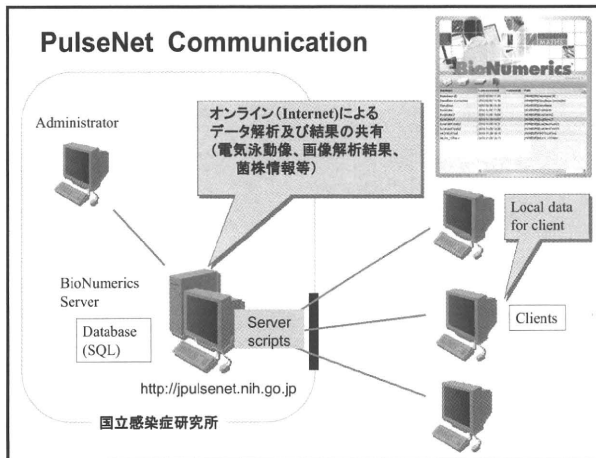 PulseNet Communication
BioNumerics
オンライン(Internet)による
データ解析及び結果の共有
(電気泳動像、画像解析結果、
菌株情報等)
Administrator
Local data
for client
BioNumerics
Server
Database
(SQL)
Server
scripts
Clients
http://jpulsenet.nih.go.jp
国立感染症研究所